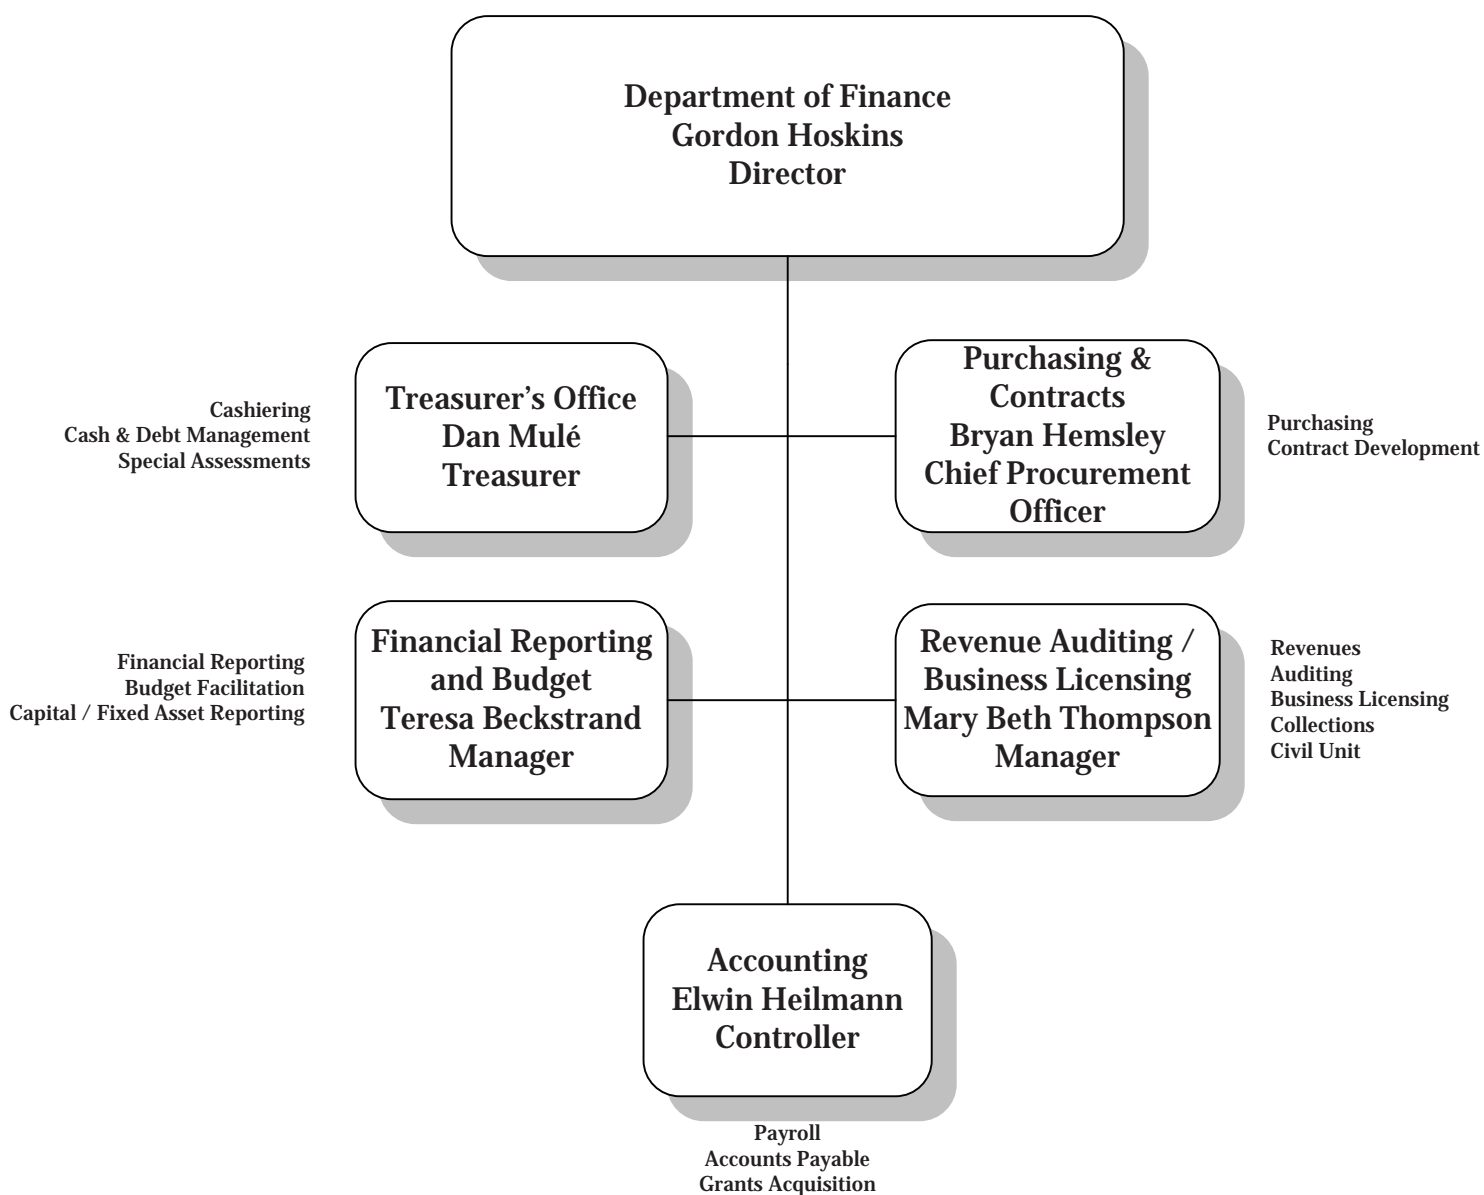 Department of Finance
Gordon Hoskins
Director
Cashiering
Cash & Debt Management
Special Assessments
Treasurer’s Office
Dan Mulé
Treasurer
Purchasing &
Contracts
Bryan Hemsley
Chief Procurement
Officer
Purchasing
Contract Development
Financial Reporting
Budget Facilitation
Capital / Fixed Asset Reporting
Financial Reporting
and Budget
Teresa Beckstrand
Manager
Revenue Auditing /
Business Licensing
Mary Beth Thompson
Manager
Revenues
Auditing
Business Licensing
Collections
Civil Unit
Accounting
Elwin Heilmann
Controller
Payroll
Accounts Payable
Grants Acquisition